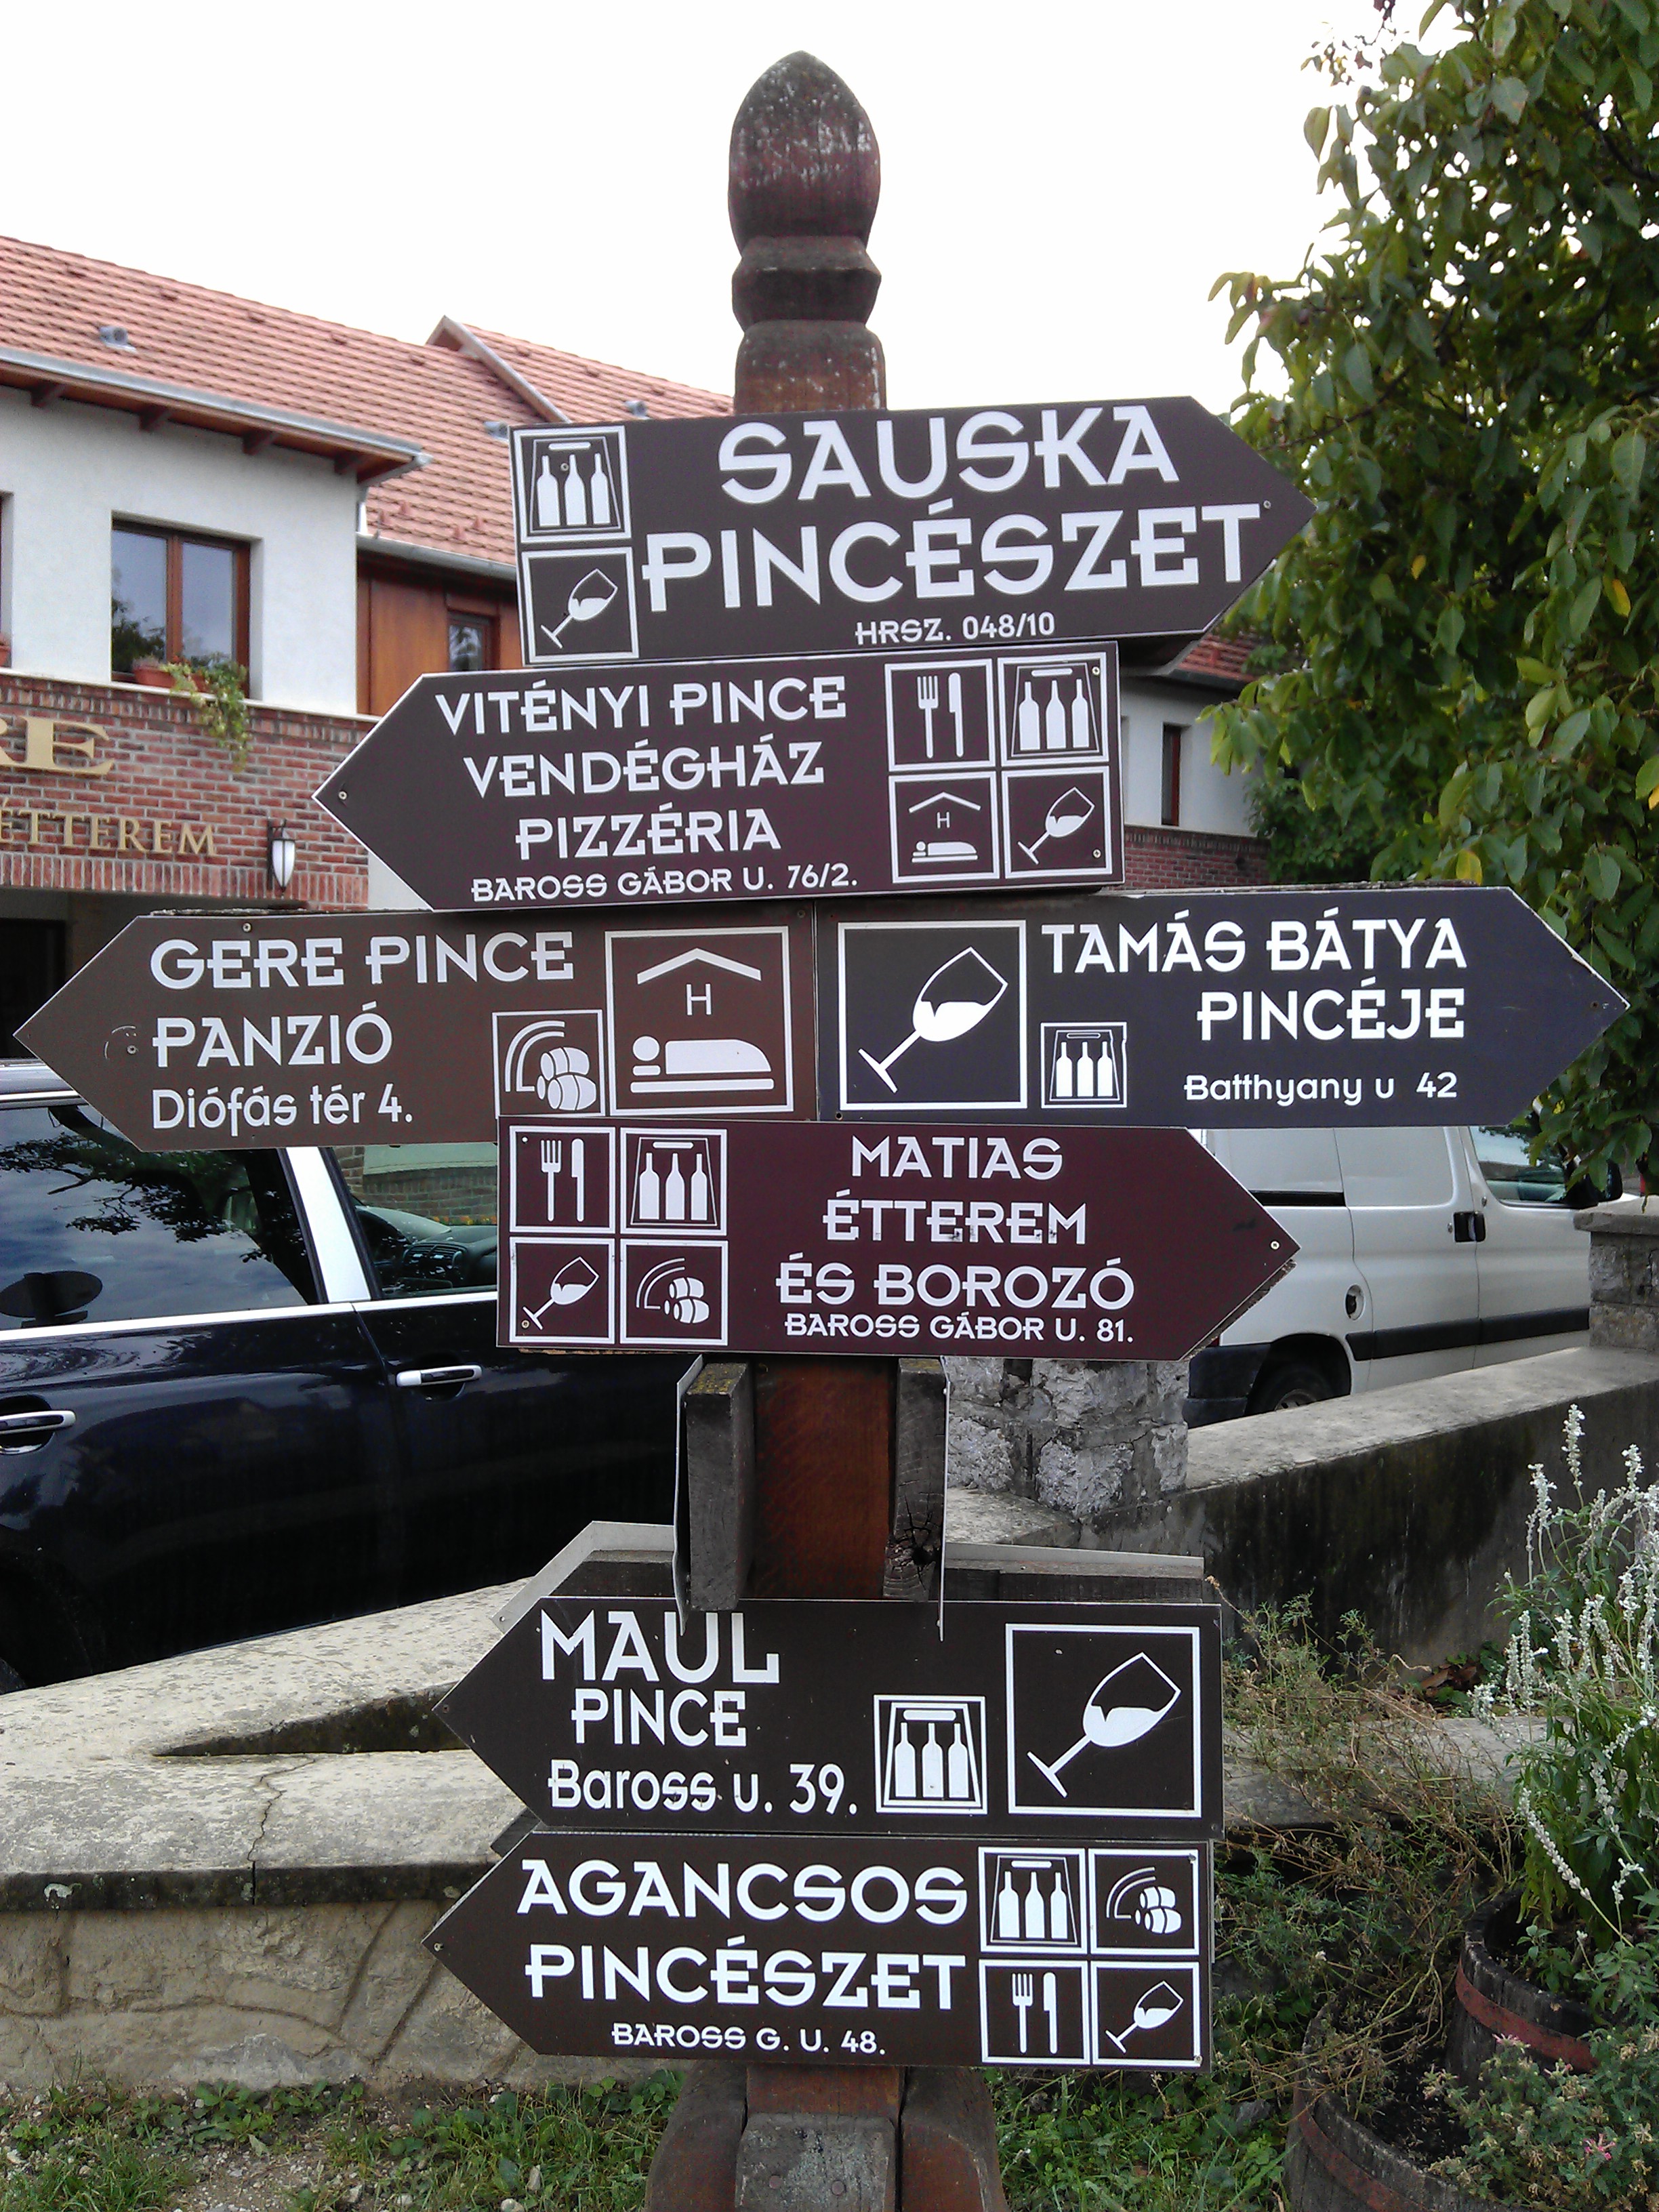 SAUSKA
PINCÉSZET
HRSZ. 048/10
VITÉNYI PINCE
VENDÉGHÁZ
PIZZÉRIA
BAROSS GÁBOR U. 76/2.
H
RE
ÉTTEREM
GERE PINCE
PANZIÓ
Diófás tér 4.
H
TAMÁS BÁTYA
PINCÉJE
Batthyany u 42
MATIAS
ÉTTEREM
ÉS BOROZÓ
BAROSS GÁBOR U. 81.
MAUL
PINCE
Baross u. 39.
AGANCSOS
PINCÉSZET
BAROSS G. U. 48.